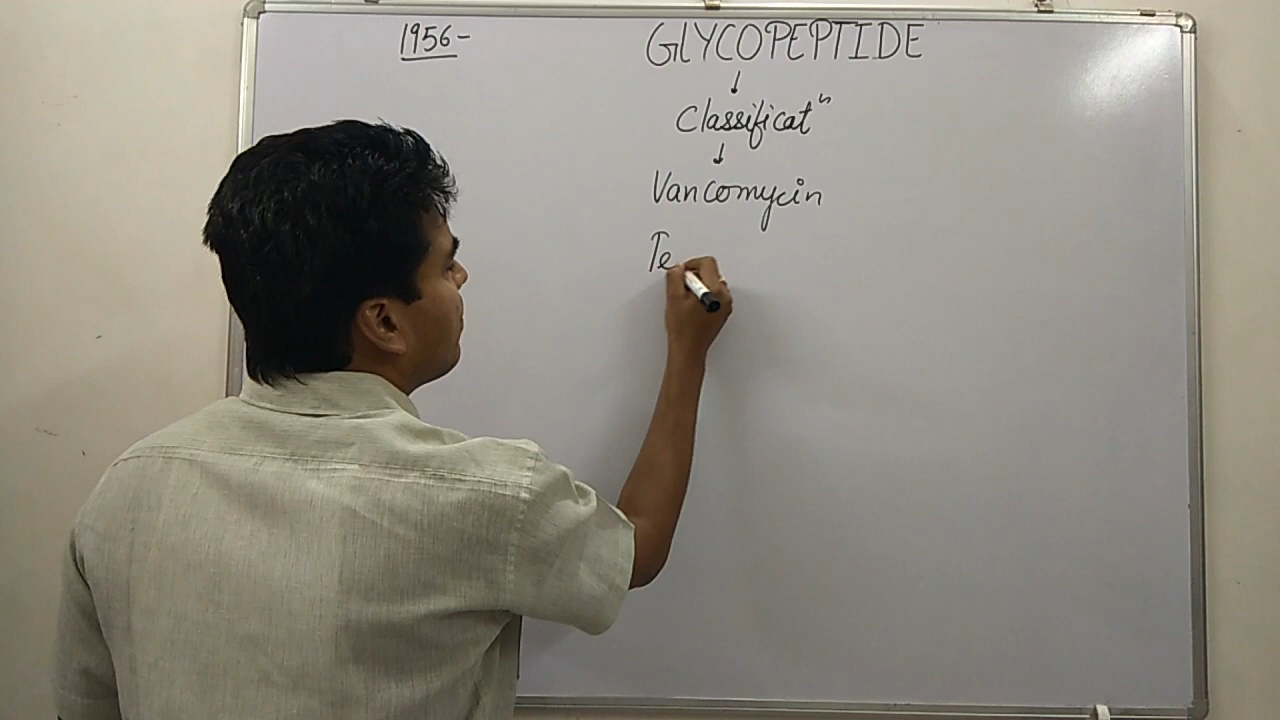 1956-
GLYCOPEPTIDE
↓
Classificatⁿ
↓
Vancomycin
Te